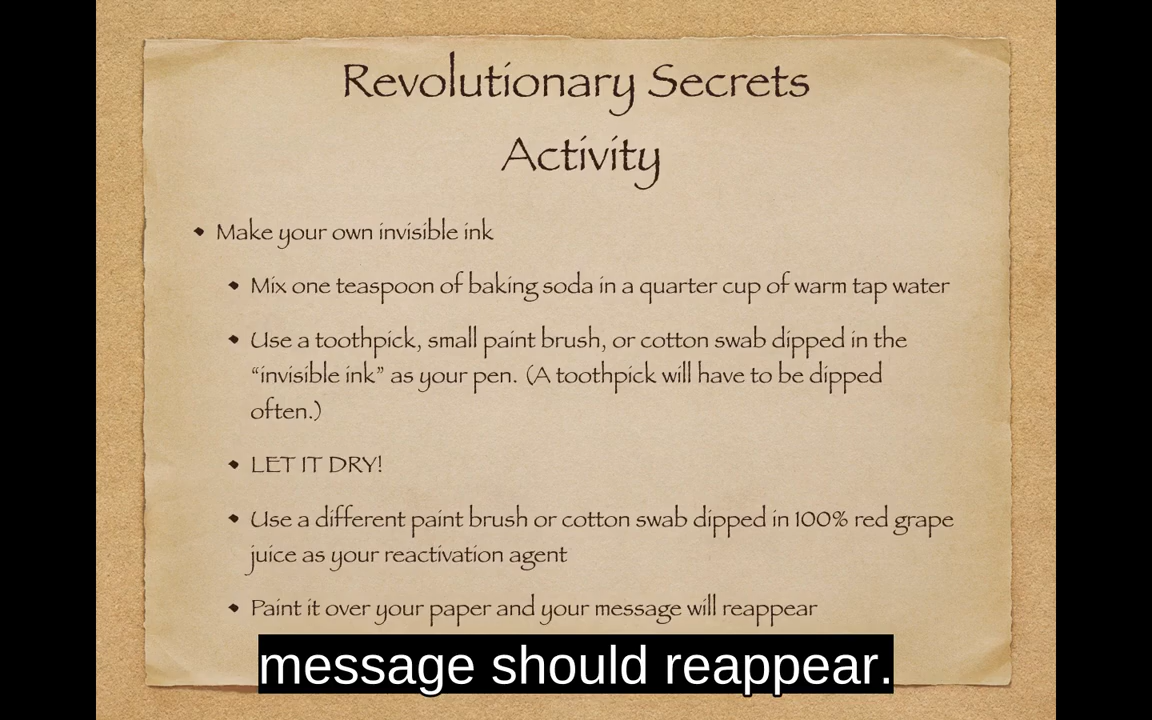 Revolutionary Secrets
Activity
• Make your own invisible ink
• Mix one teaspoon of baking soda in a quarter cup of warm tap water
• Use a toothpick, small paint brush, or cotton swab dipped in the
“invisible ink” as your pen. (A toothpick will have to be dipped
often.)
• LET IT DRY!
• Use a different paint brush or cotton swab dipped in 100% red grape
juice as your reactivation agent
• Paint it over your paper and your message will reappear
message should reappear.